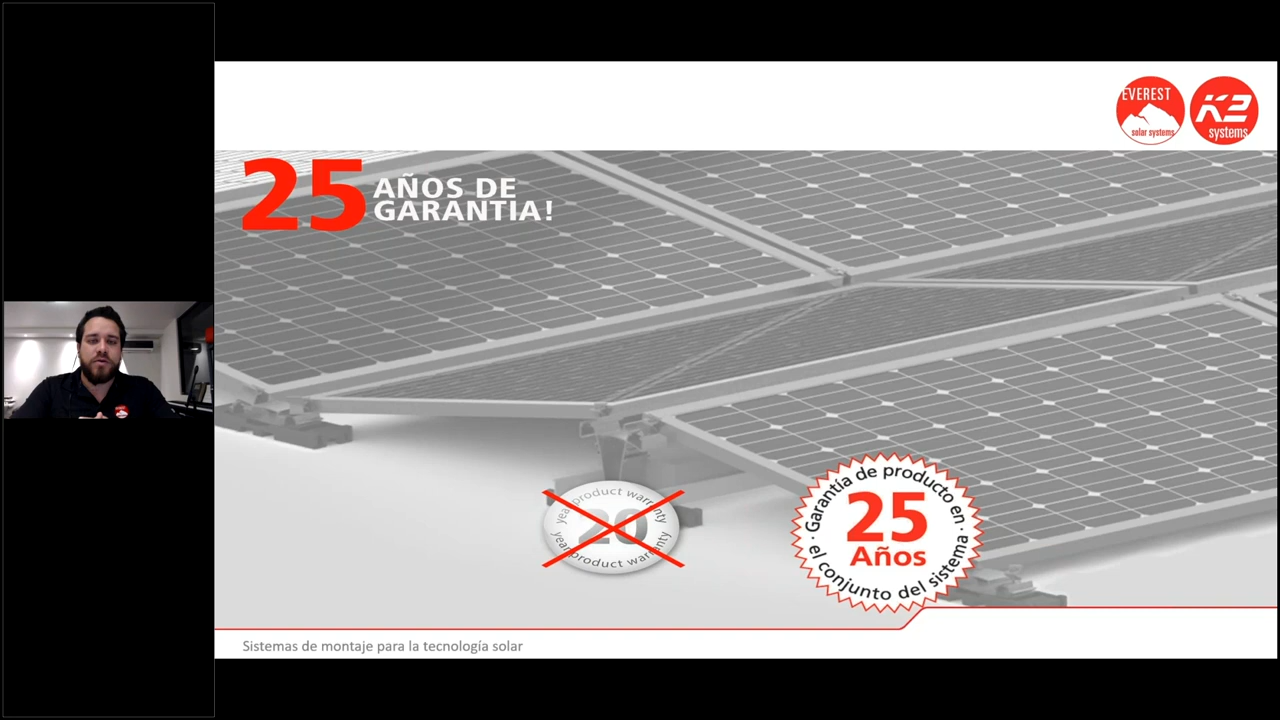 EVEREST
solar systems
K2
systems
25 AÑOS DE
GARANTIA!
year product warranty
20
year product warranty
Garantía de producto en
25
Años
el conjunto del sistema
Sistemas de montaje para la tecnología solar